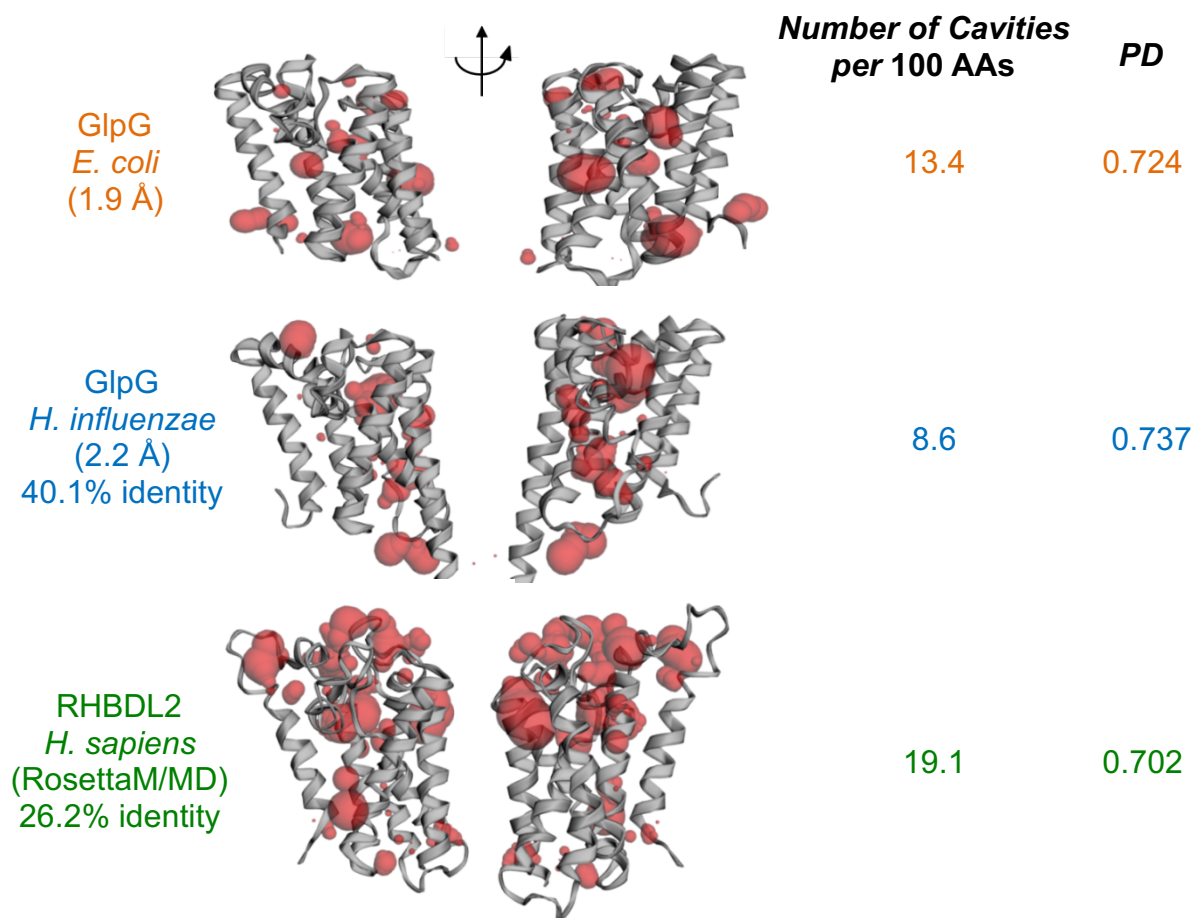 Number of Cavities
per 100 AAs
PD
GlpG
E. coli
(1.9 Å)
13.4
0.724
GlpG
H. influenzae
(2.2 Å)
40.1% identity
8.6
0.737
RHBDL2
H. sapiens
(RosettaM/MD)
26.2% identity
19.1
0.702